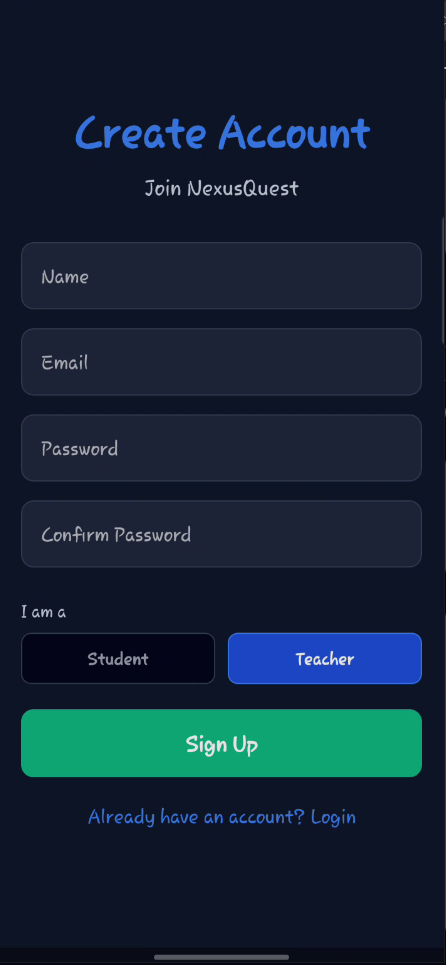 Create Account
Join NexusQuest
Name
Email
Password
Confirm Password
I am a
Student
Teacher
Sign Up
Already have an account? Login